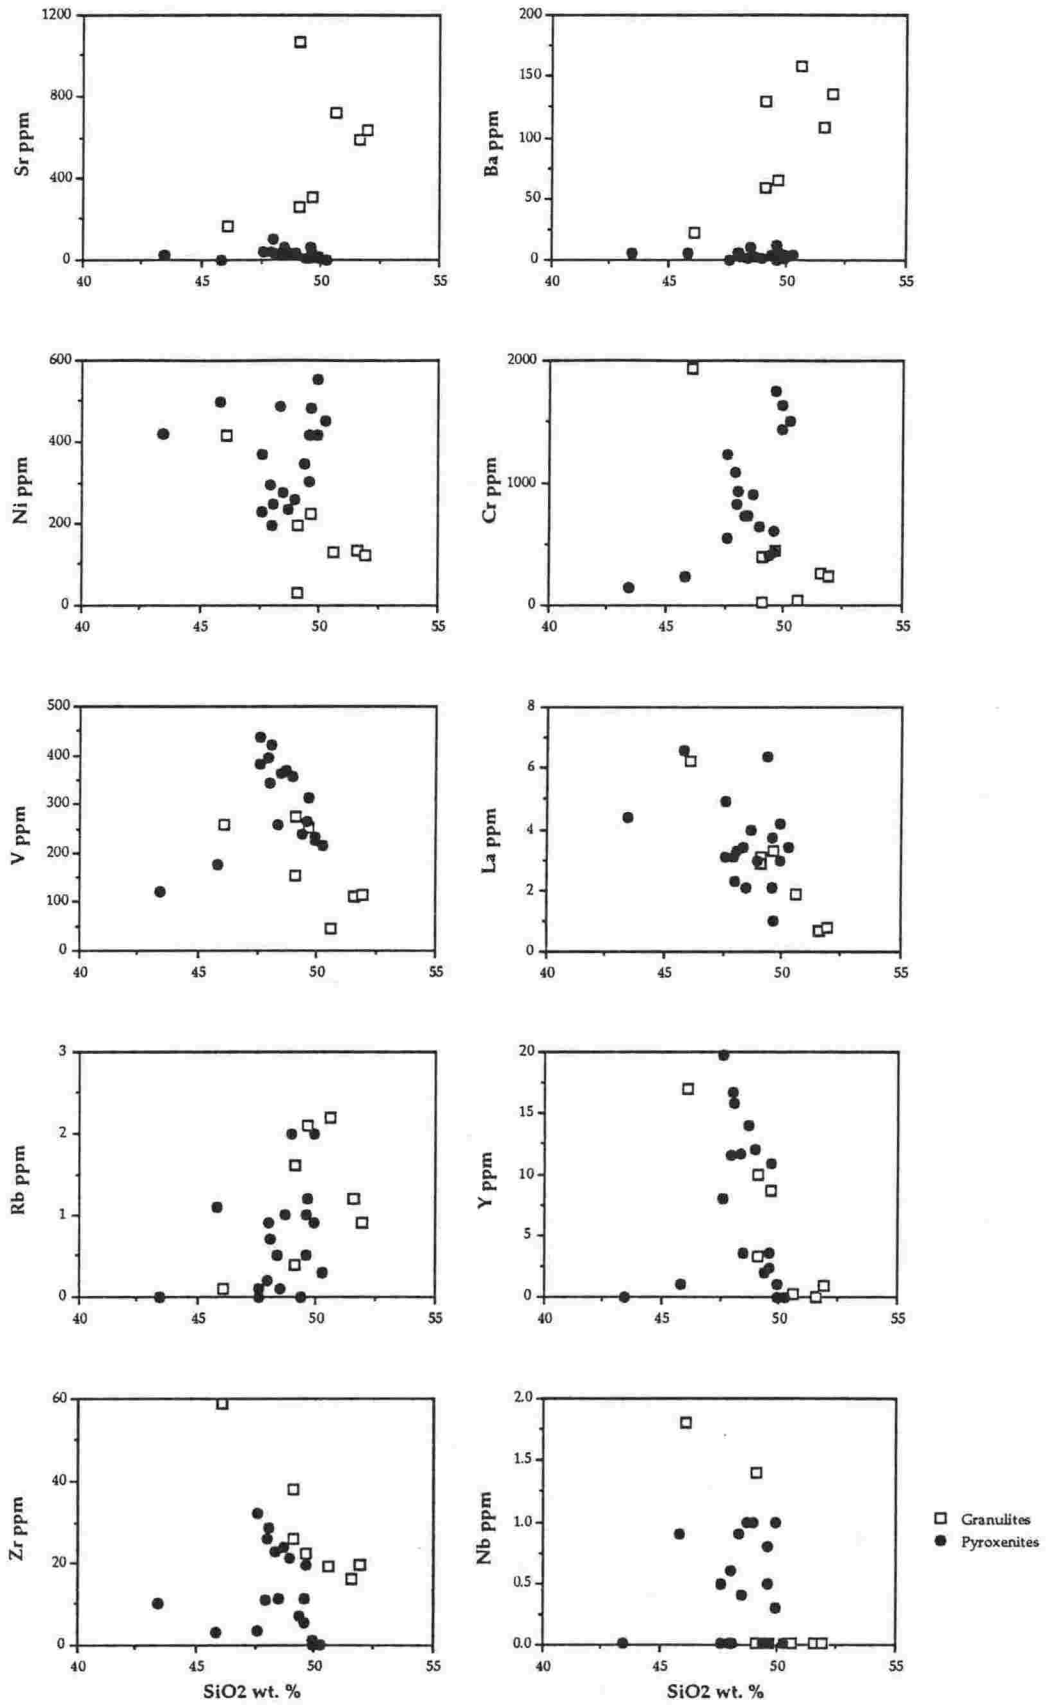 1200
800
400
0
Sr ppm
40 45 50 55
200
150
100
50
0
Ba ppm
40 45 50 55
600
400
200
0
Ni ppm
40 45 50 55
2000
1000
0
Cr ppm
40 45 50 55
500
400
300
200
100
0
V ppm
40 45 50 55
8
6
4
2
0
La ppm
40 45 50 55
3
2
1
0
Rb ppm
40 45 50 55
20
15
10
5
0
Y ppm
40 45 50 55
60
40
20
0
Zr ppm
40 45 50 55
SiO2 wt. %
2.0
1.5
1.0
0.5
0.0
Nb ppm
40 45 50 55
SiO2 wt. %
Granulites
Pyroxenites